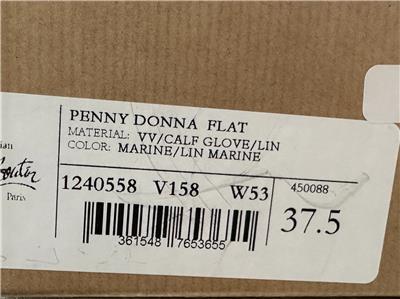 PENNY DONNA FLAT
MATERIAL: VV/CALF GLOVE/LIN
COLOR: MARINE/LIN MARINE
ian
Paris
1240558 V158 W53
450088
37.5
361548 7653655